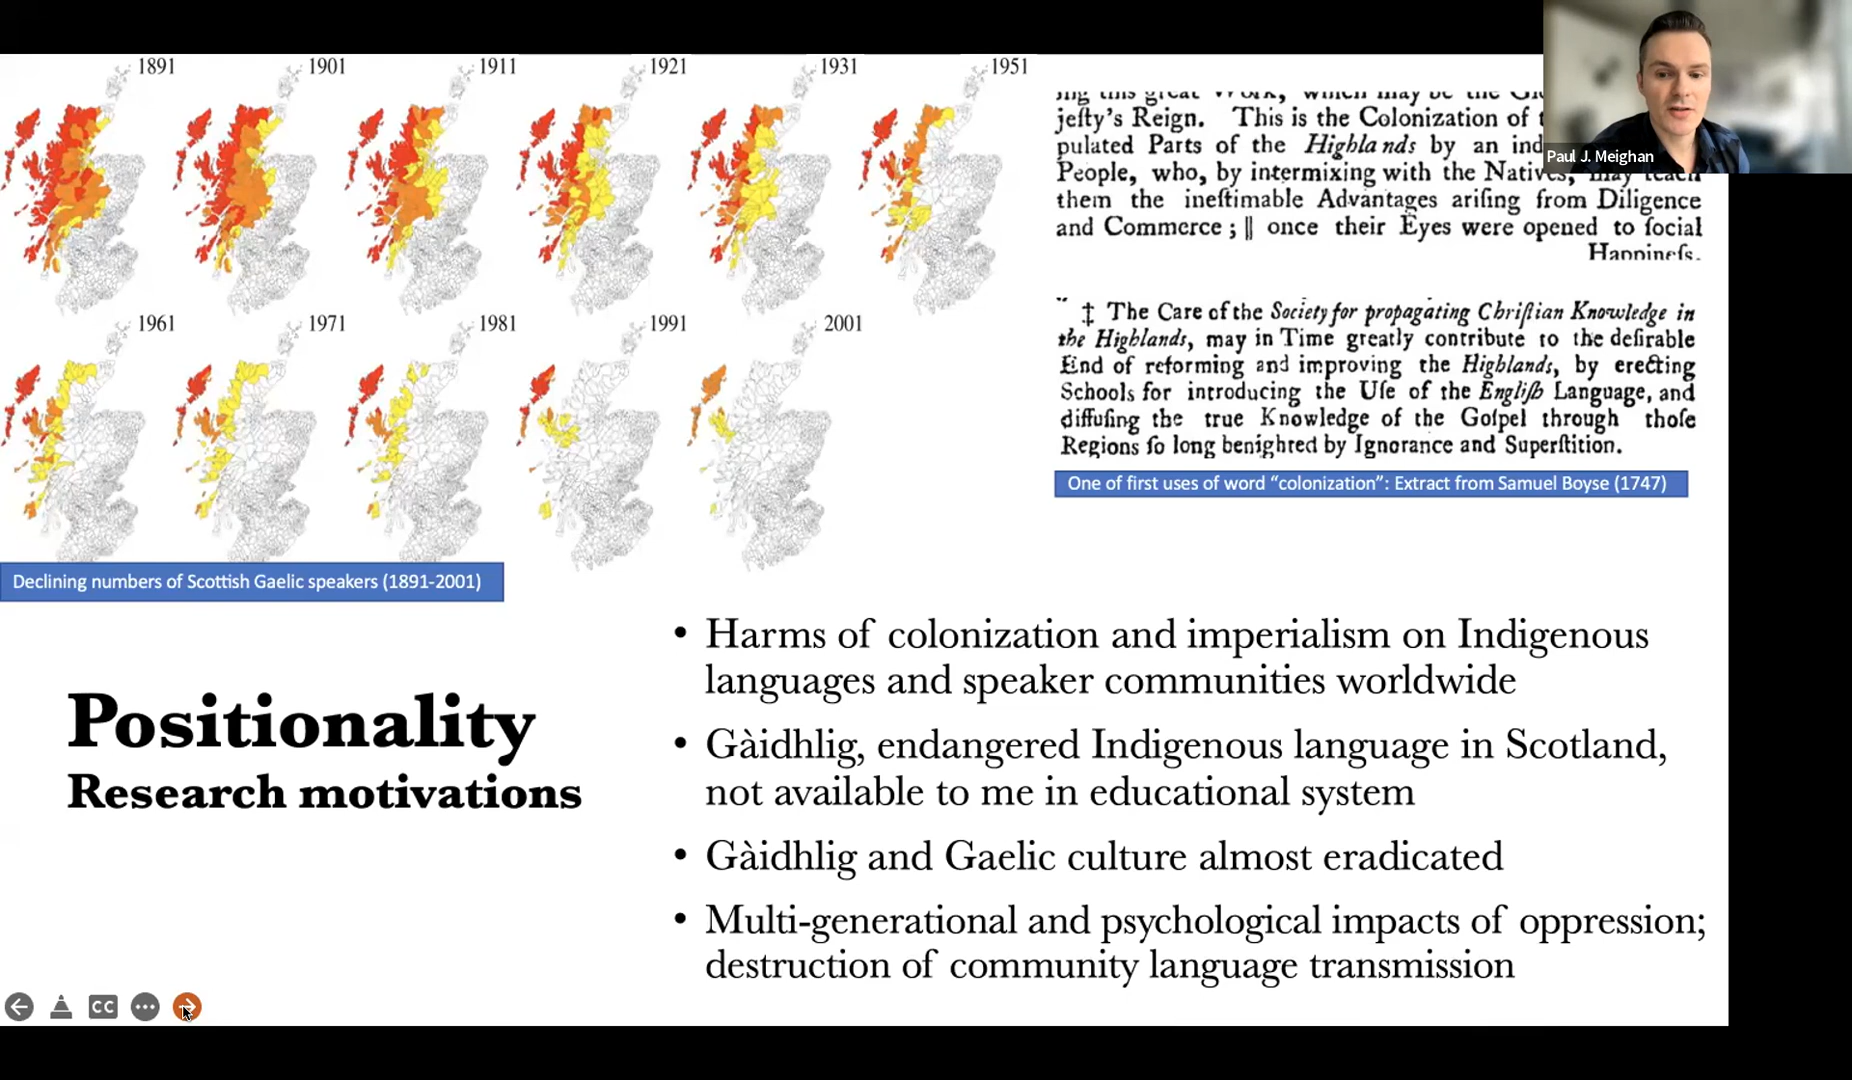 1891
1901
1911
1921
1931
1951
1961
1971
1981
1991
2001
Declining numbers of Scottish Gaelic speakers (1891-2001)
jeſty's Reign. This is the Colonization of
pulated Parts of the Highlands by an ind
People, who, by intermixing with the Natives, may teach
them the ineſtimable Advantages ariſing from Diligence
and Commerce ; || once their Eyes were opened to ſocial
Happineſs.
‡ The Care of the Society for propagating Chriſtian Knowledge in
the Highlands, may in Time greatly contribute to the deſirable
End of reforming and improving the Highlands, by erecting
Schools for introducing the Uſe of the Engliſh Language, and
diffuſing the true Knowledge of the Goſpel through thoſe
Regions ſo long benighred by Ignorance and Superſtition.
One of first uses of word “colonization”: Extract from Samuel Boyse (1747)
Paul J. Meighan
Positionality
Research motivations
• Harms of colonization and imperialism on Indigenous
languages and speaker communities worldwide
• Gàidhlig, endangered Indigenous language in Scotland,
not available to me in educational system
• Gàidhlig and Gaelic culture almost eradicated
• Multi-generational and psychological impacts of oppression;
destruction of community language transmission
CC